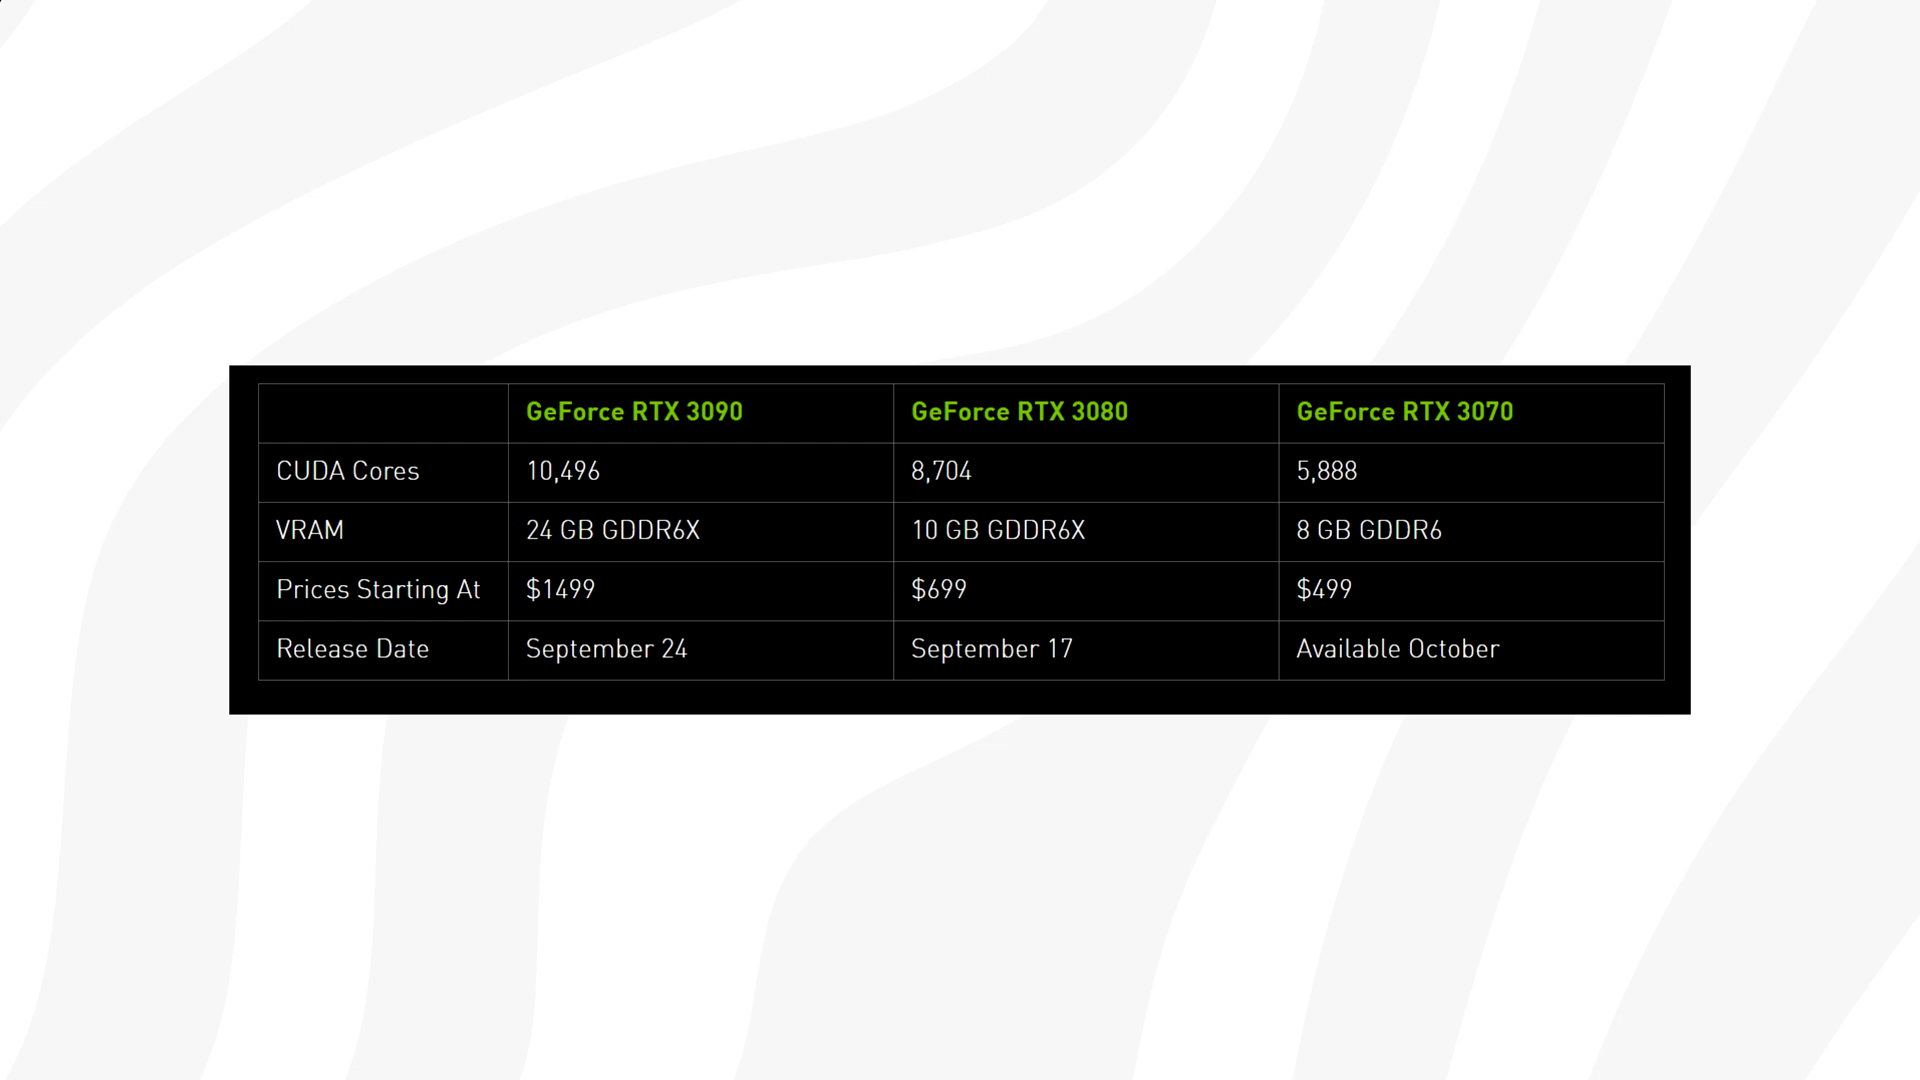 GeForce RTX 3090 GeForce RTX 3080 GeForce RTX 3070
CUDA Cores 10,496 8,704 5,888
VRAM 24 GB GDDR6X 10 GB GDDR6X 8 GB GDDR6
Prices Starting At $1499 $699 $499
Release Date September 24 September 17 Available October